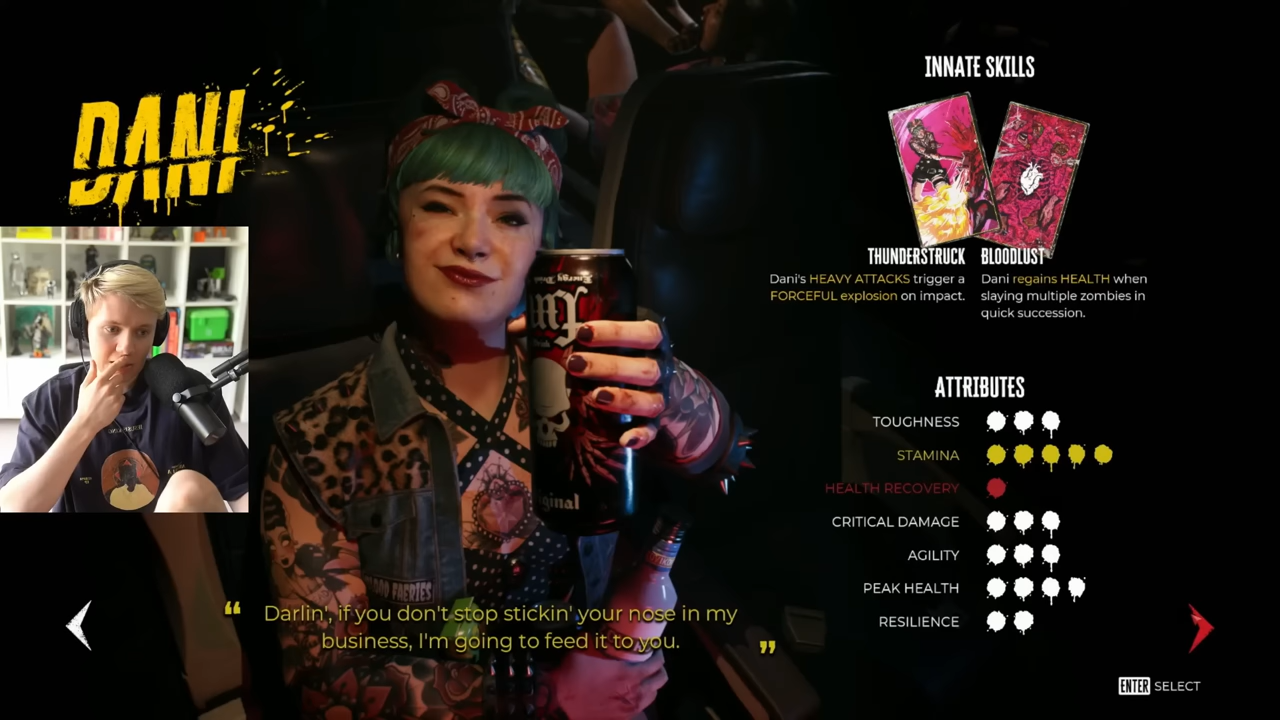 DANI
INNATE SKILLS
THUNDERSTRUCK
Dani's HEAVY ATTACKS trigger a
FORCEFUL explosion on impact.
BLOODLUST
Dani regains HEALTH when
slaying multiple zombies in
quick succession.
ATTRIBUTES
TOUGHNESS
STAMINA
HEALTH RECOVERY
CRITICAL DAMAGE
AGILITY
PEAK HEALTH
RESILIENCE
“ Darlin', if you don't stop stickin' your nose in my
business, I'm going to feed it to you. ”
ENTER SELECT